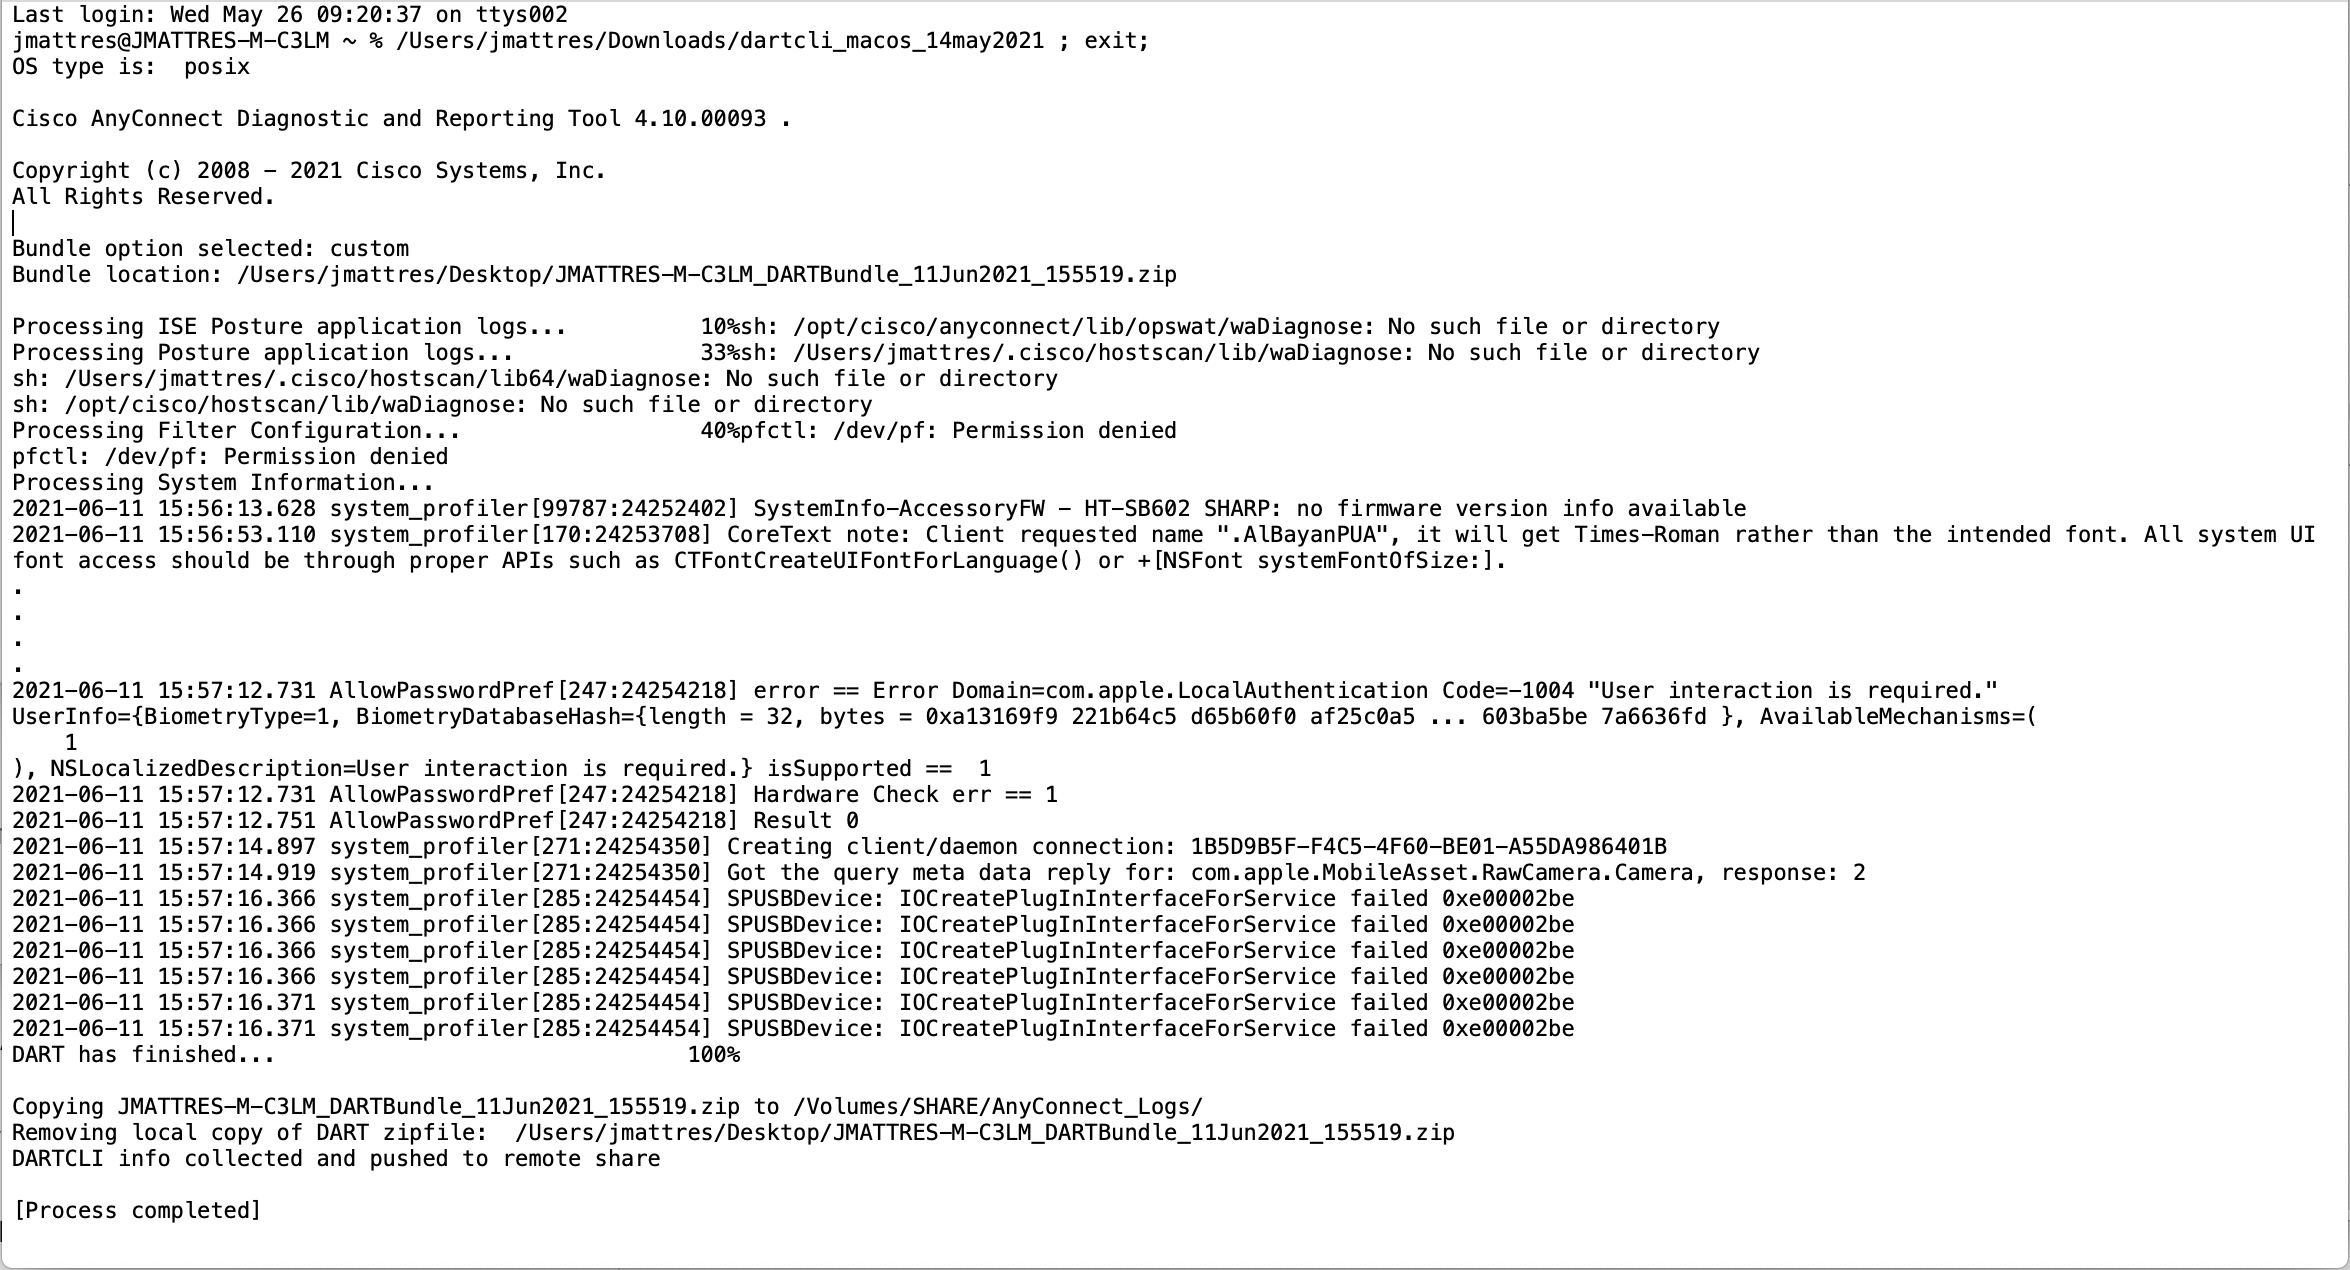 Last login: Wed May 26 09:20:37 on ttys002
jmattres@JMATTRES-M-C3LM ~ % /Users/jmattres/Downloads/dartcli_macos_14may2021 ; exit;
OS type is:  posix
Cisco AnyConnect Diagnostic and Reporting Tool 4.10.00093 .
Copyright (c) 2008 - 2021 Cisco Systems, Inc.
All Rights Reserved.
Bundle option selected: custom
Bundle location: /Users/jmattres/Desktop/JMATTRES-M-C3LM_DARTBundle_11Jun2021_155519.zip
Processing ISE Posture application logs...          10%sh: /opt/cisco/anyconnect/lib/opswat/waDiagnose: No such file or directory
Processing Posture application logs...              33%sh: /Users/jmattres/.cisco/hostscan/lib/waDiagnose: No such file or directory
sh: /Users/jmattres/.cisco/hostscan/lib64/waDiagnose: No such file or directory
sh: /opt/cisco/hostscan/lib/waDiagnose: No such file or directory
Processing Filter Configuration...                  40%pfctl: /dev/pf: Permission denied
pfctl: /dev/pf: Permission denied
Processing System Information...
2021-06-11 15:56:13.628 system_profiler[99787:24252402] SystemInfo-AccessoryFW - HT-SB602 SHARP: no firmware version info available
2021-06-11 15:56:53.110 system_profiler[170:24253708] CoreText note: Client requested name ".AlBayanPUA", it will get Times-Roman rather than the intended font. All system UI
font access should be through proper APIs such as CTFontCreateUIFontForLanguage() or +[NSFont systemFontOfSize:].
.
.
.
.
2021-06-11 15:57:12.731 AllowPasswordPref[247:24254218] error == Error Domain=com.apple.LocalAuthentication Code=-1004 "User interaction is required."
UserInfo={BiometryType=1, BiometryDatabaseHash={length = 32, bytes = 0xa13169f9 221b64c5 d65b60f0 af25c0a5 ... 603ba5be 7a6636fd }, AvailableMechanisms=(
    1
), NSLocalizedDescription=User interaction is required.} isSupported ==  1
2021-06-11 15:57:12.731 AllowPasswordPref[247:24254218] Hardware Check err == 1
2021-06-11 15:57:12.751 AllowPasswordPref[247:24254218] Result 0
2021-06-11 15:57:14.897 system_profiler[271:24254350] Creating client/daemon connection: 1B5D9B5F-F4C5-4F60-BE01-A55DA986401B
2021-06-11 15:57:14.919 system_profiler[271:24254350] Got the query meta data reply for: com.apple.MobileAsset.RawCamera.Camera, response: 2
2021-06-11 15:57:16.366 system_profiler[285:24254454] SPUSBDevice: IOCreatePlugInInterfaceForService failed 0xe00002be
2021-06-11 15:57:16.366 system_profiler[285:24254454] SPUSBDevice: IOCreatePlugInInterfaceForService failed 0xe00002be
2021-06-11 15:57:16.366 system_profiler[285:24254454] SPUSBDevice: IOCreatePlugInInterfaceForService failed 0xe00002be
2021-06-11 15:57:16.366 system_profiler[285:24254454] SPUSBDevice: IOCreatePlugInInterfaceForService failed 0xe00002be
2021-06-11 15:57:16.371 system_profiler[285:24254454] SPUSBDevice: IOCreatePlugInInterfaceForService failed 0xe00002be
2021-06-11 15:57:16.371 system_profiler[285:24254454] SPUSBDevice: IOCreatePlugInInterfaceForService failed 0xe00002be
DART has finished...                               100%
Copying JMATTRES-M-C3LM_DARTBundle_11Jun2021_155519.zip to /Volumes/SHARE/AnyConnect_Logs/
Removing local copy of DART zipfile:  /Users/jmattres/Desktop/JMATTRES-M-C3LM_DARTBundle_11Jun2021_155519.zip
DARTCLI info collected and pushed to remote share
[Process completed]